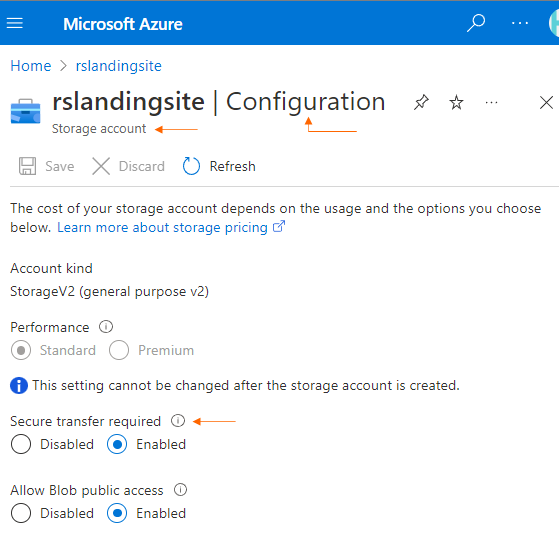 Microsoft Azure
Home > rslandingsite
rslandingsite | Configuration
Storage account
Save Discard Refresh
The cost of your storage account depends on the usage and the options you choose
below. Learn more about storage pricing
Account kind
StorageV2 (general purpose v2)
Performance
Standard Premium
This setting cannot be changed after the storage account is created.
Secure transfer required
Disabled Enabled
Allow Blob public access
Disabled Enabled